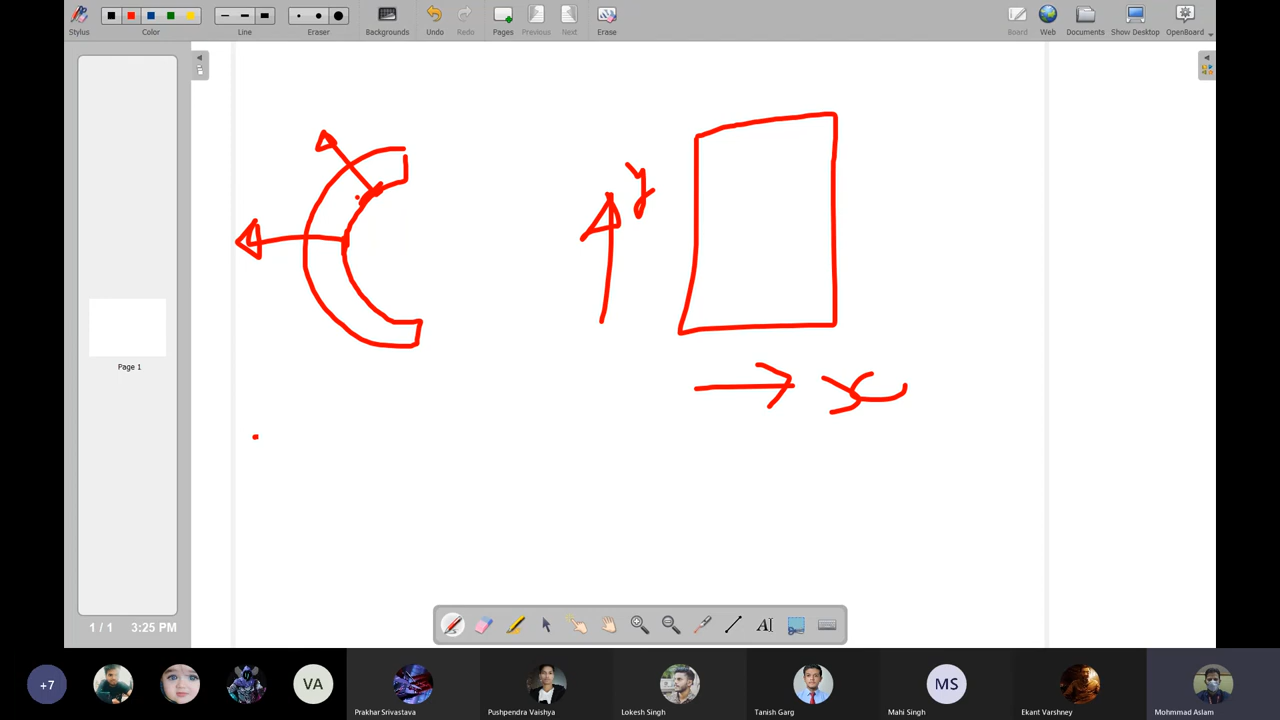 Stylus
Color
Line
Eraser
Backgrounds
Undo
Redo
Pages
Previous
Next
Erase
Board
Web
Documents
Show Desktop
OpenBoard
y
x
Page 1
1 / 1 3:25 PM
A
+7
VA
MS
Prakhar Srivastava
Pushpendra Vaishya
Lokesh Singh
Tanish Garg
Mahi Singh
Ekant Varshney
Mohmmad Aslam